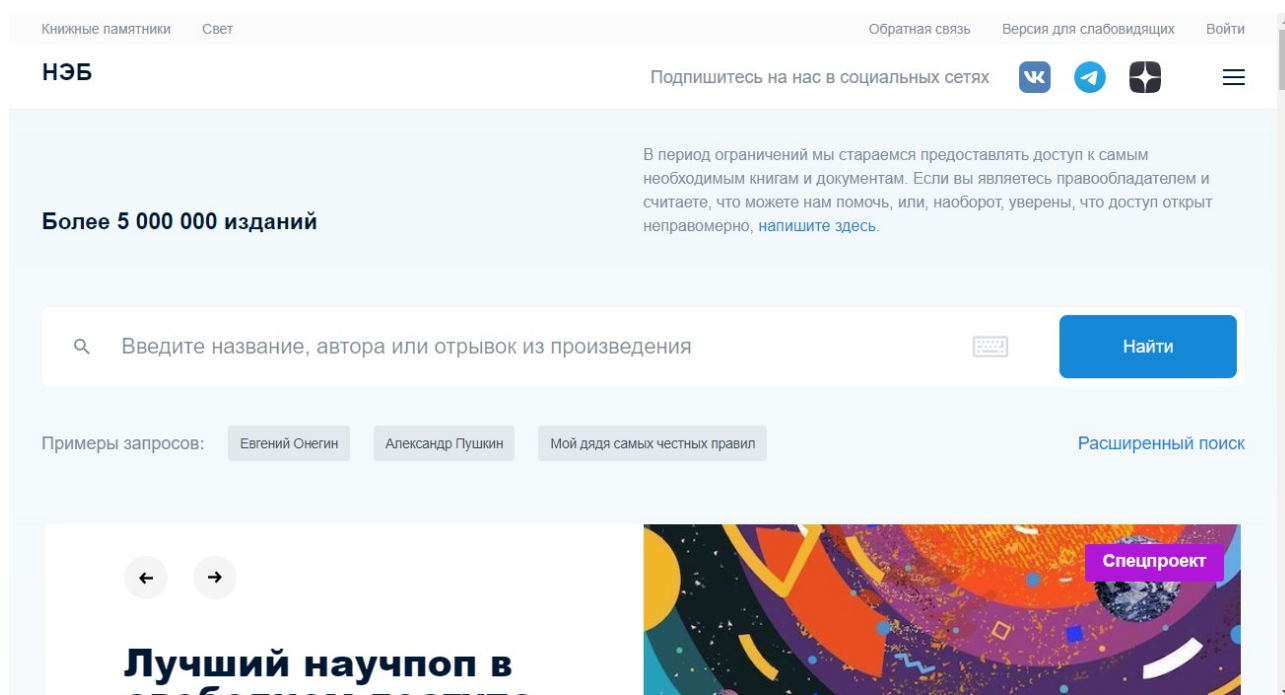 Книжные памятники Свет Обратная связь Версия для слабовидящих Войти
НЭБ Подпишитесь на нас в социальных сетях
Более 5 000 000 изданий
В период ограничений мы стараемся предоставлять доступ к самым
необходимым книгам и документам. Если вы являетесь правообладателем и
считаете, что можете нам помочь, или, наоборот, уверены, что доступ открыт
неправомерно, напишите здесь.
Введите название, автора или отрывок из произведения Найти
Примеры запросов: Евгений Онегин Александр Пушкин Мой дядя самых честных правил Расширенный поиск
Спецпроект
Лучший научпоп в
свободном доступе